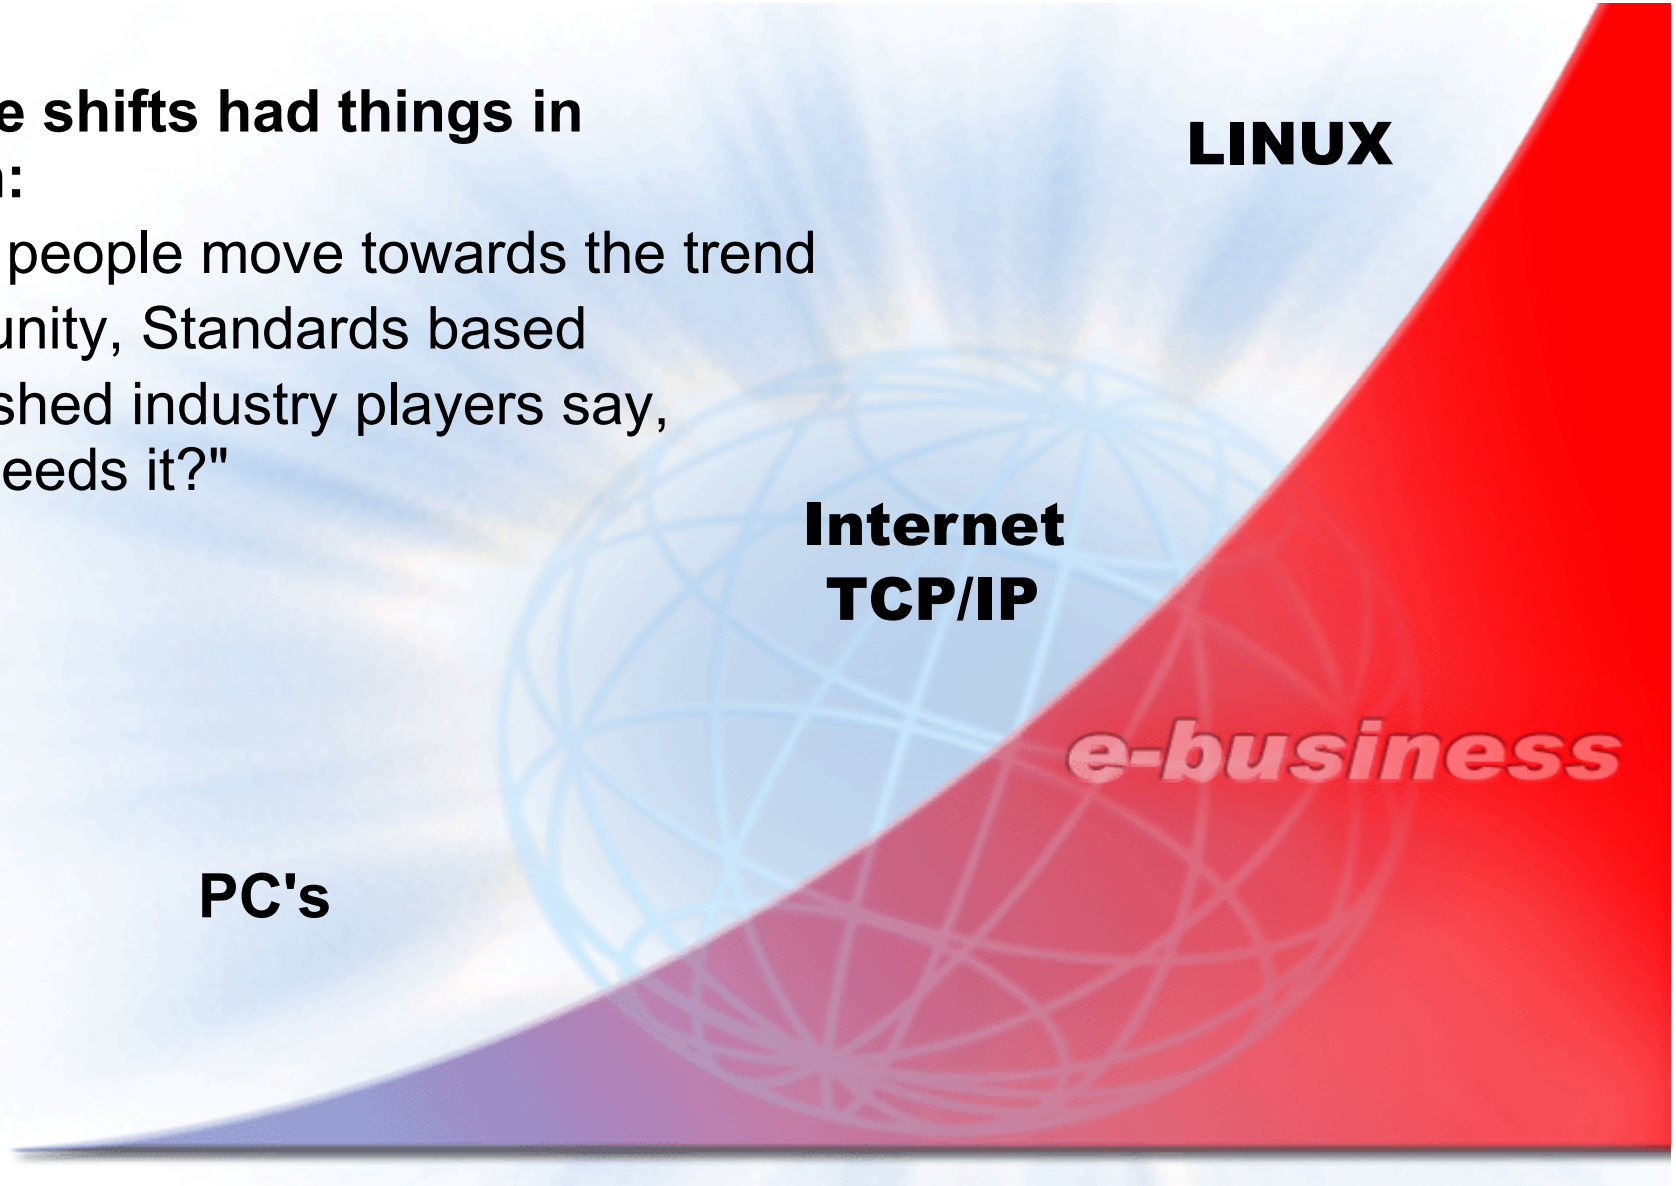 e shifts had things in
n:
people move towards the trend
unity, Standards based
shed industry players say,
eeds it?"
LINUX
Internet
TCP/IP
e-business
PC's